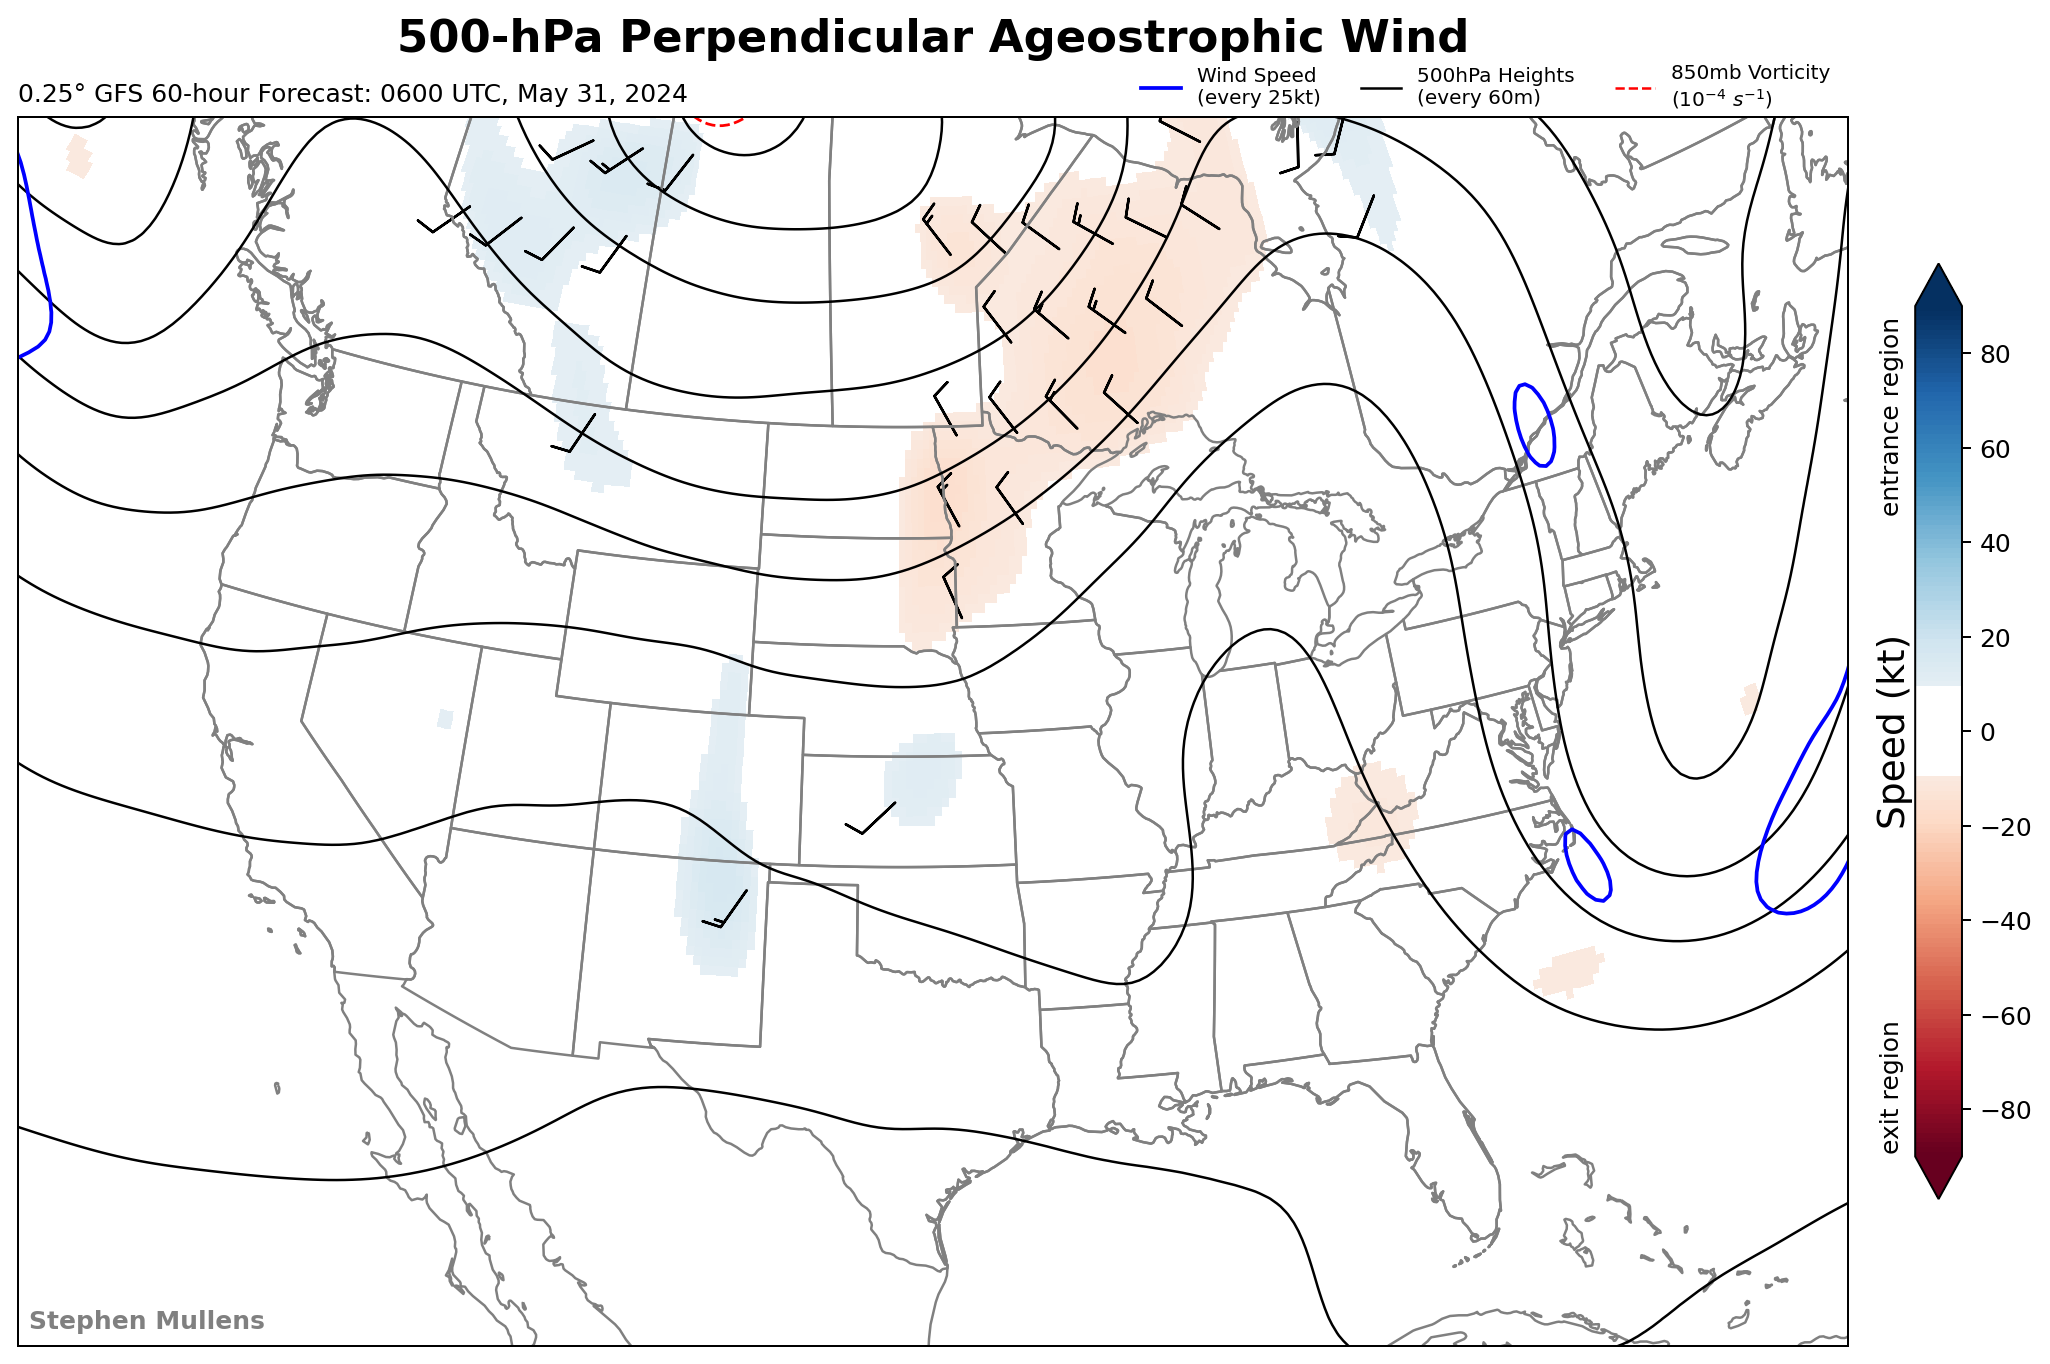 500-hPa Perpendicular Ageostrophic Wind
0.25° GFS 60-hour Forecast: 0600 UTC, May 31, 2024
Wind Speed
(every 25kt)
500hPa Heights
(every 60m)
850mb Vorticity
(10⁻⁴ s⁻¹)
entrance region
Speed (kt)
exit region
80
60
40
20
0
−20
−40
−60
−80
Stephen Mullens